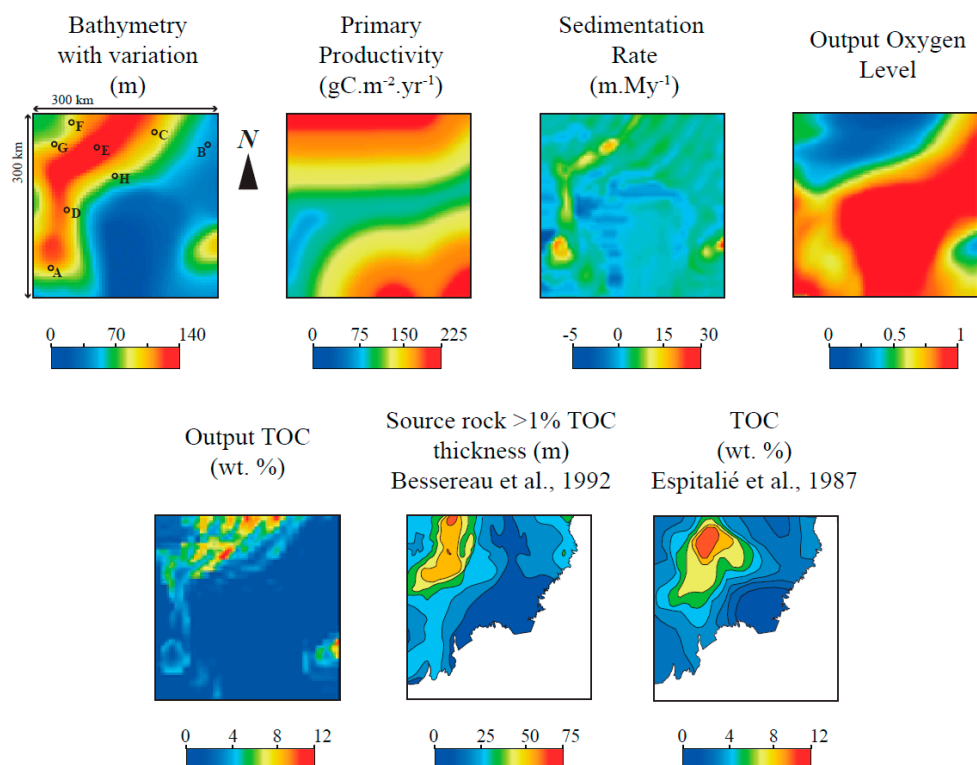 Bathymetry
with variation
(m)
Primary
Productivity
(gC.m⁻².yr⁻¹)
Sedimentation
Rate
(m.My⁻¹)
Output Oxygen
Level
300 km
300 km
F
C
G
E
B
H
D
A
N
0 70 140
0 75 150 225
-5 0 15 30
0 0.5 1
Output TOC
(wt. %)
Source rock >1% TOC
thickness (m)
Bessereau et al., 1992
TOC
(wt. %)
Espitalié et al., 1987
0 4 8 12
0 25 50 75
0 4 8 12